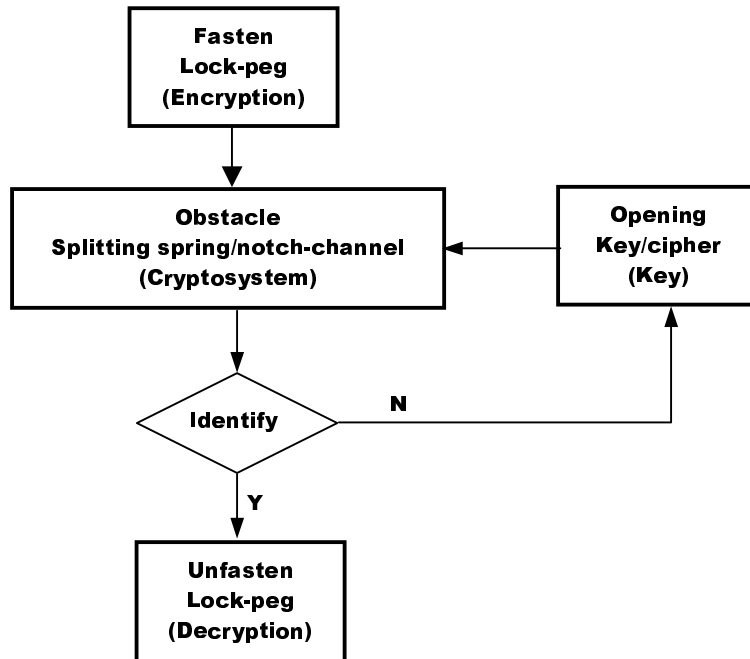 Fasten
Lock-peg
(Encryption)
Obstacle
Splitting spring/notch-channel
(Cryptosystem)
Opening
Key/cipher
(Key)
Identify
N
Y
Unfasten
Lock-peg
(Decryption)